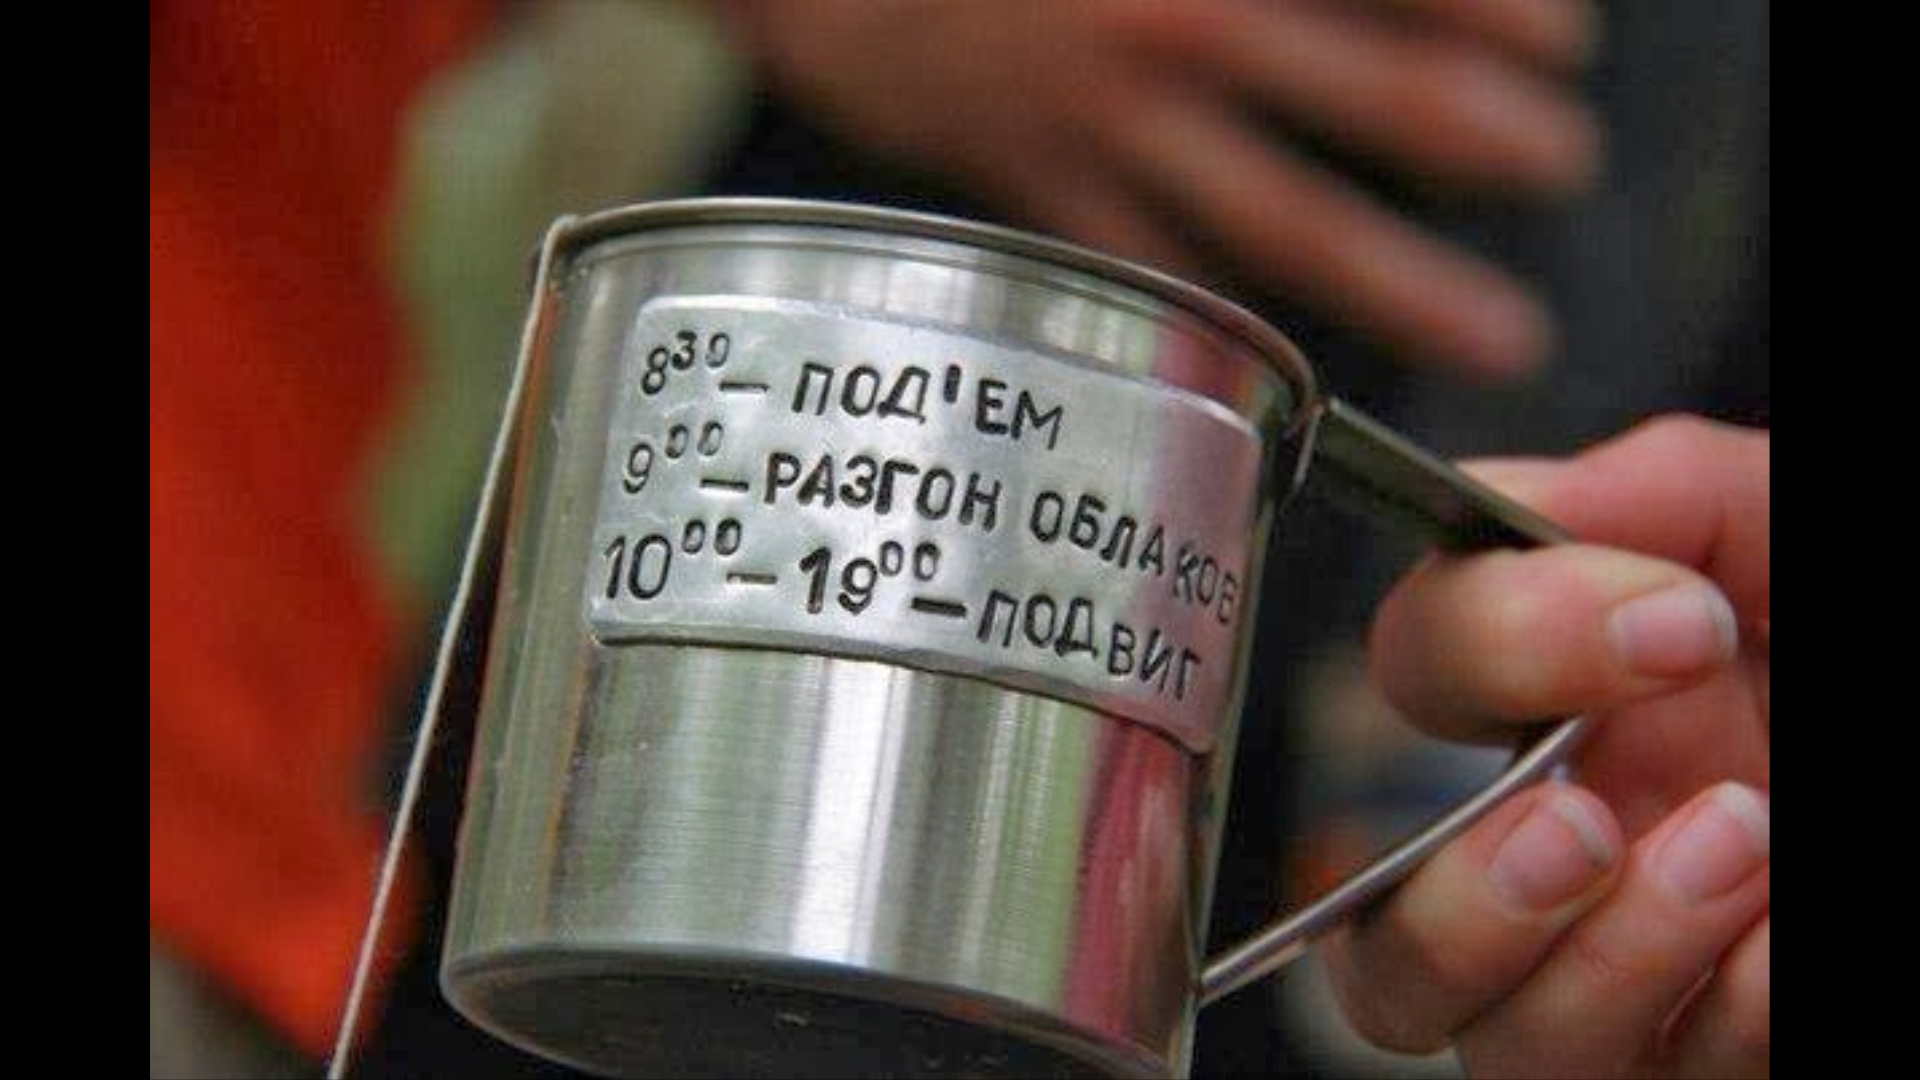 8³⁰ – ПОД'ЕМ
9⁰⁰ – РАЗГОН ОБЛАКОВ
10⁰⁰ – 19⁰⁰ – ПОДВИГ